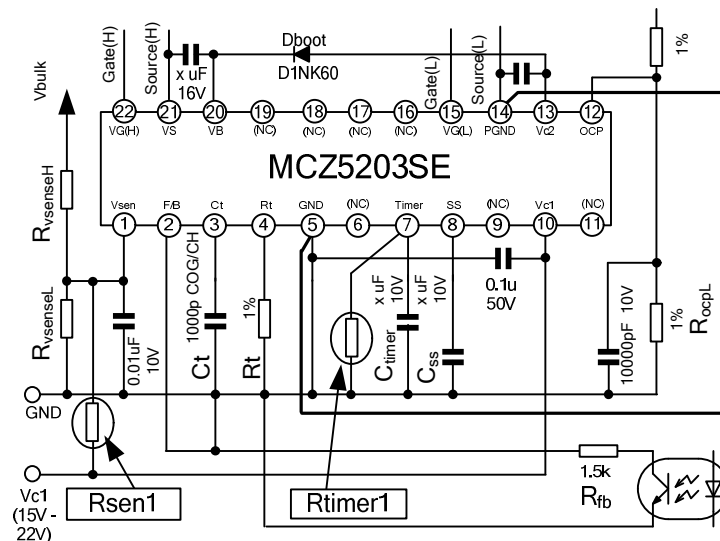 Vbulk
Gate(H)
Source(H)
x uF
16V
Dboot
D1NK60
Gate(L)
Source(L)
1%
22 21 20 19 18 17 16 15 14 13 12
VG(H) VS VB (NC) (NC) (NC) (NC) VG(L) PGND Vc2 OCP
MCZ5203SE
Vsen F/B Ct Rt GND (NC) Timer SS (NC) Vc1 (NC)
1 2 3 4 5 6 7 8 9 10 11
RvsenseH
RvsenseL
0.01uF
10V
1000p COG/CH
Ct
1%
Rt
x uF
10V
Ctimer
x uF
10V
Css
0.1u
50V
10000pF 10V
1%
RocpL
GND
Vc1
(15V -
22V)
Rsen1
Rtimer1
1.5k
Rfb